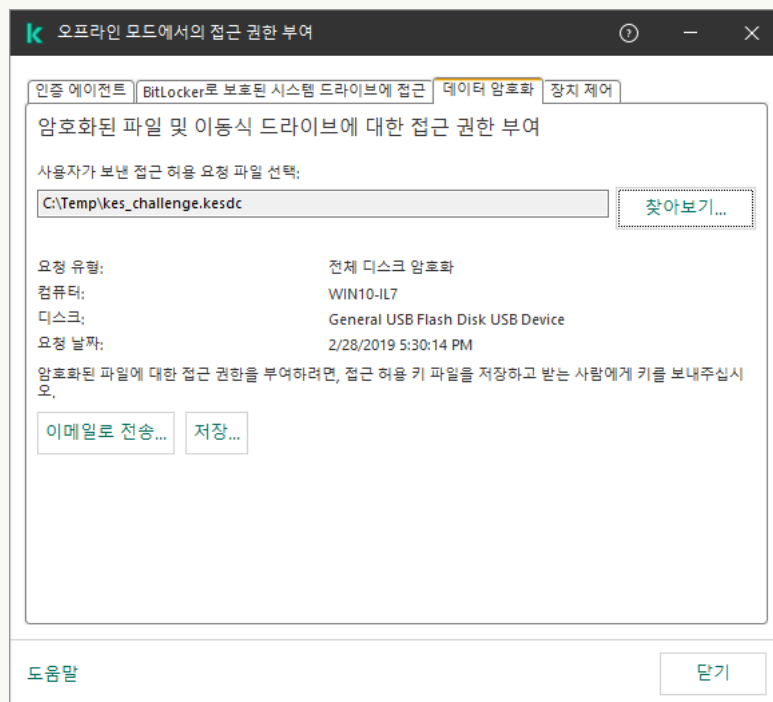 오프라인 모드에서의 접근 권한 부여
인증 에이전트 BitLocker로 보호된 시스템 드라이브에 접근 데이터 암호화 장치 제어
암호화된 파일 및 이동식 드라이브에 대한 접근 권한 부여
사용자가 보낸 접근 허용 요청 파일 선택:
C:\Temp\kes_challenge.kesdc 찾아보기...
요청 유형: 전체 디스크 암호화
컴퓨터: WIN10-IL7
디스크: General USB Flash Disk USB Device
요청 날짜: 2/28/2019 5:30:14 PM
암호화된 파일에 대한 접근 권한을 부여하려면, 접근 허용 키 파일을 저장하고 받는 사람에게 키를 보내주십시
오.
이메일로 전송... 저장...
도움말 닫기